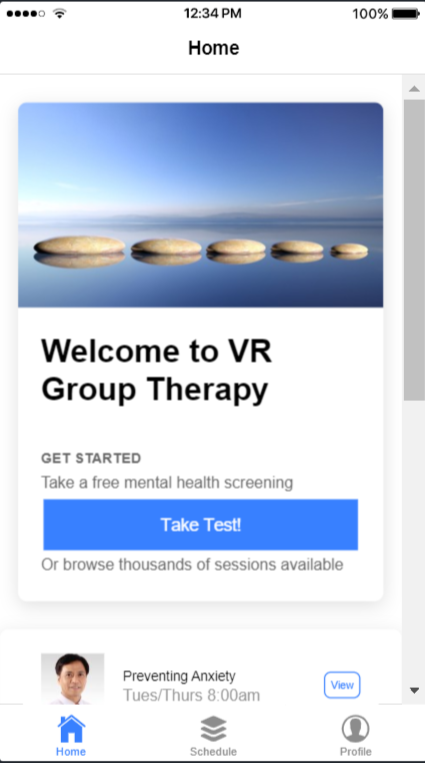 12:34 PM 100%
Home
Welcome to VR
Group Therapy
GET STARTED
Take a free mental health screening
Take Test!
Or browse thousands of sessions available
Preventing Anxiety
Tues/Thurs 8:00am
View
Home Schedule Profile